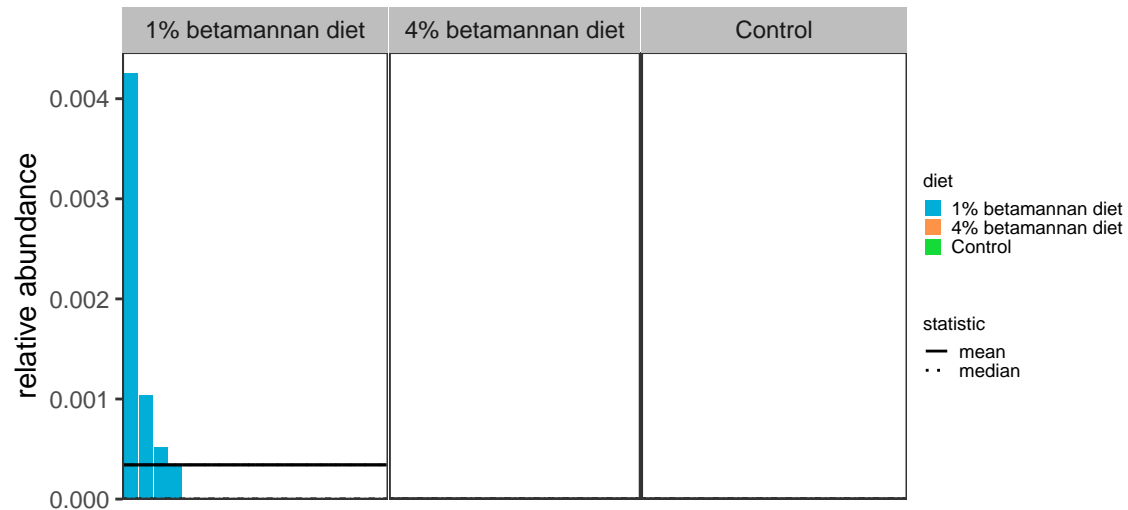 1% betamannan diet
4% betamannan diet
Control
relative abundance
0.004
0.003
0.002
0.001
0.000
diet
1% betamannan diet
4% betamannan diet
Control
statistic
mean
median